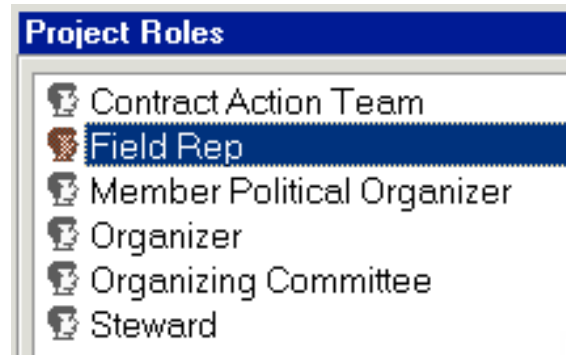 Project Roles
Contract Action Team
Field Rep
Member Political Organizer
Organizer
Organizing Committee
Steward